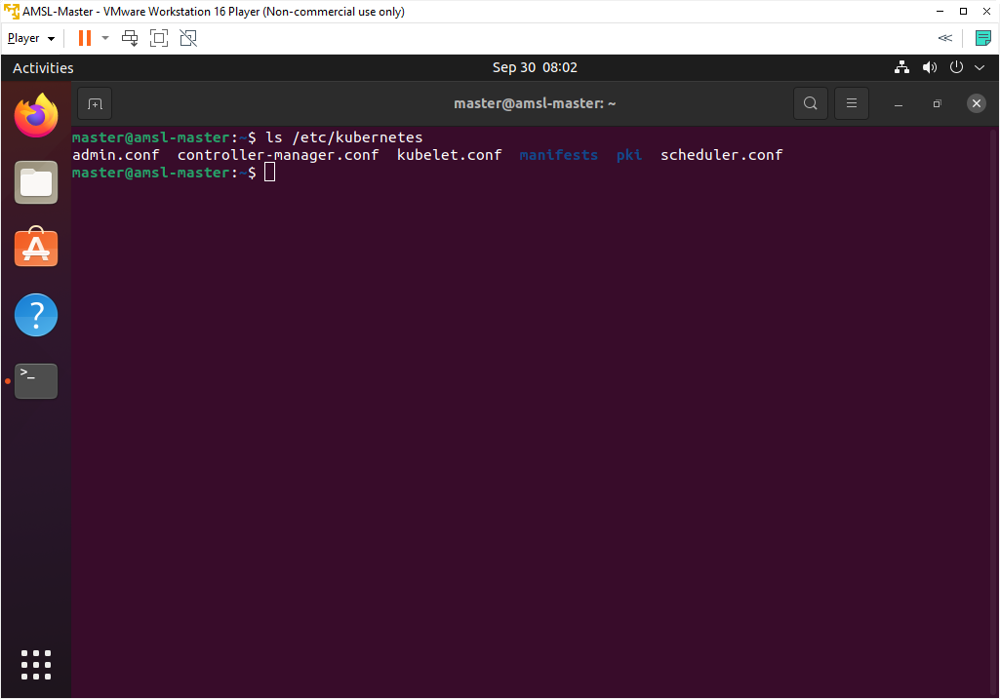 AMSL-Master - VMware Workstation 16 Player (Non-commercial use only)
Player
Activities
Sep 30 08:02
master@amsl-master: ~
master@amsl-master:~$ ls /etc/kubernetes
admin.conf controller-manager.conf kubelet.conf manifests pki scheduler.conf
master@amsl-master:~$